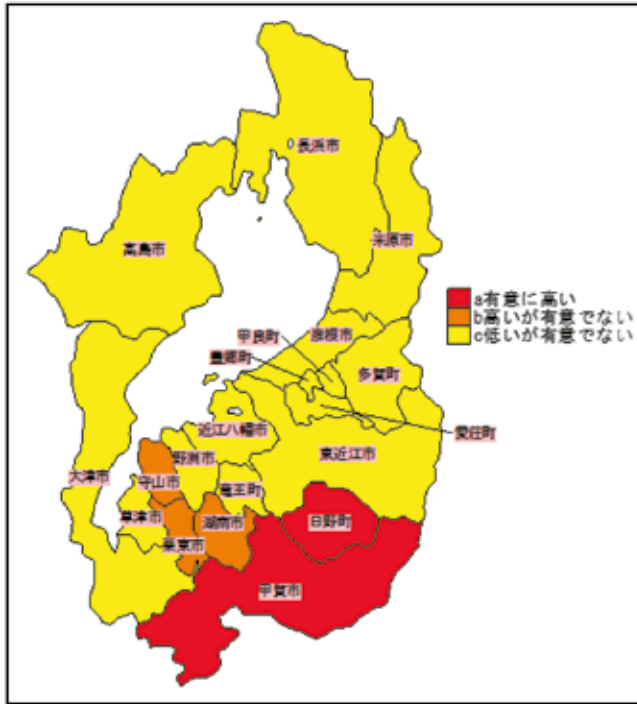 長浜市
米原市
高島市
a有意に高い
b高いが有意でない
c低いが有意でない
彦根市
甲良町
豊郷町
多賀町
愛荘町
近江八幡市
東近江市
野洲市
大津市
守山市
竜王町
草津市
湖南市
日野町
栗東市
甲賀市